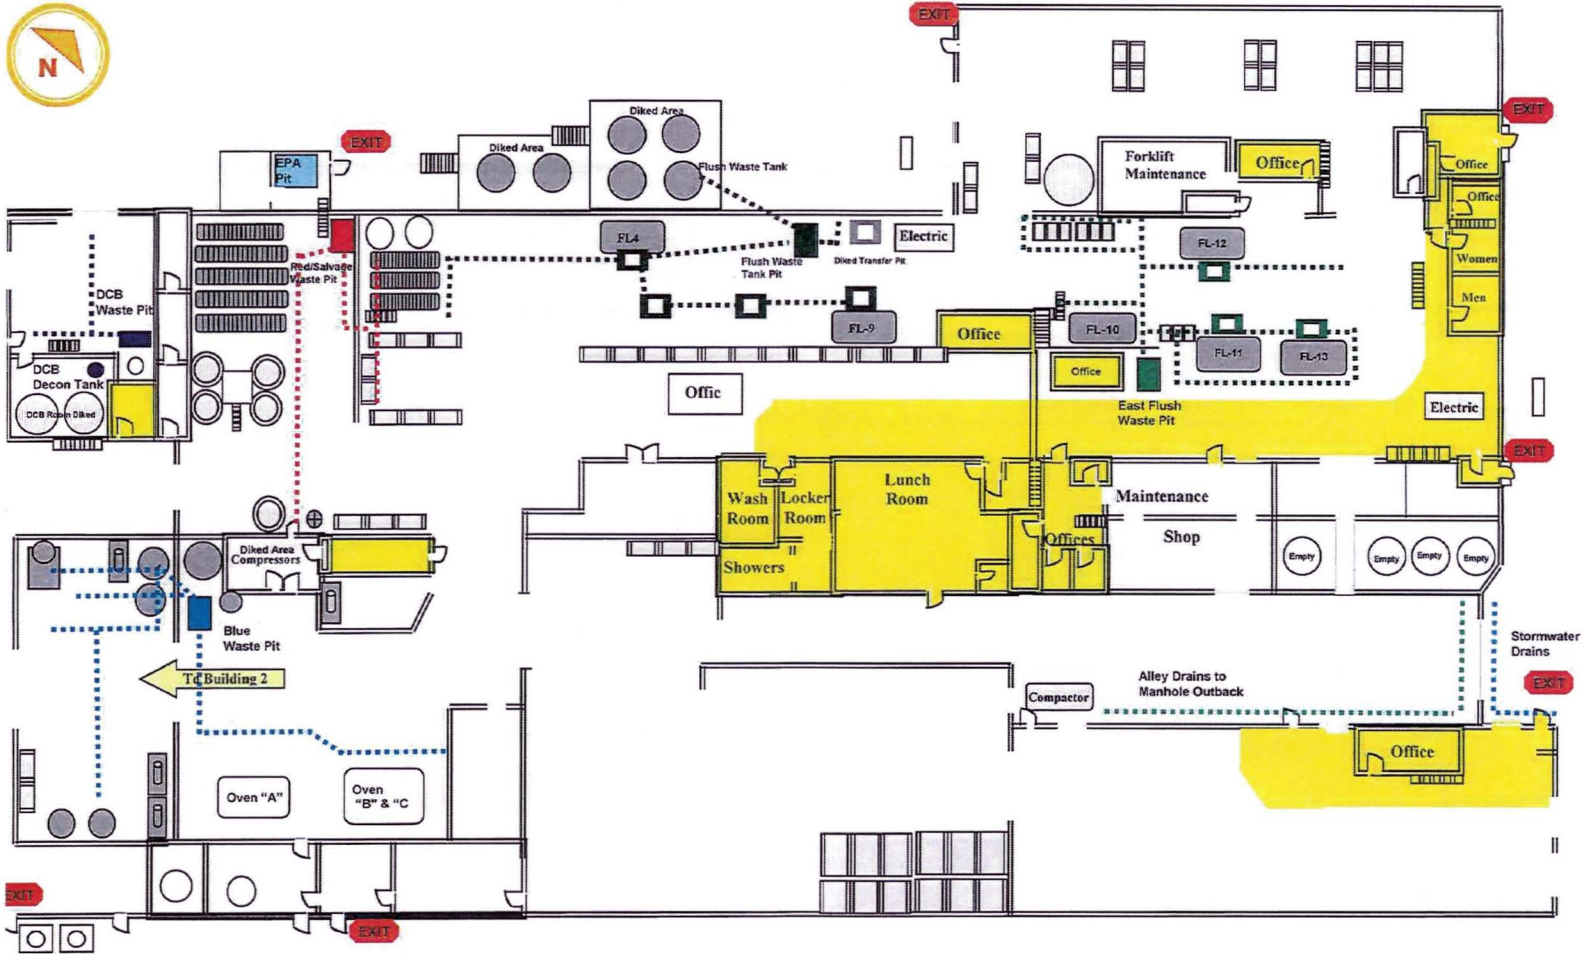 EXIT
N
EXIT
Diked Area
EXIT
Diked Area
EPA
Pit
Flush Waste Tank
Forklift
Maintenance
Office
Office
Office
FL4
Electric
FL-12
Women
Red/Salvage
Waste Pit
Flush Waste
Tank Pit
Diked Transfer Pit
DCB
Waste Pit
Men
FL-9
Office
FL-10
FL-11
FL-13
DCB
Decon Tank
Office
Offic
DCB Room Diked
East Flush
Waste Pit
Electric
EXIT
Wash
Room
Locker
Room
Lunch
Room
Maintenance
Shop
Offices
Showers
Diked Area
Compressors
Empty
Empty
Empty
Empty
Blue
Waste Pit
To Building 2
Stormwater
Drains
EXIT
Alley Drains to
Manhole Outback
Compactor
Office
Oven "A"
Oven
"B" & "C
EXIT
EXIT